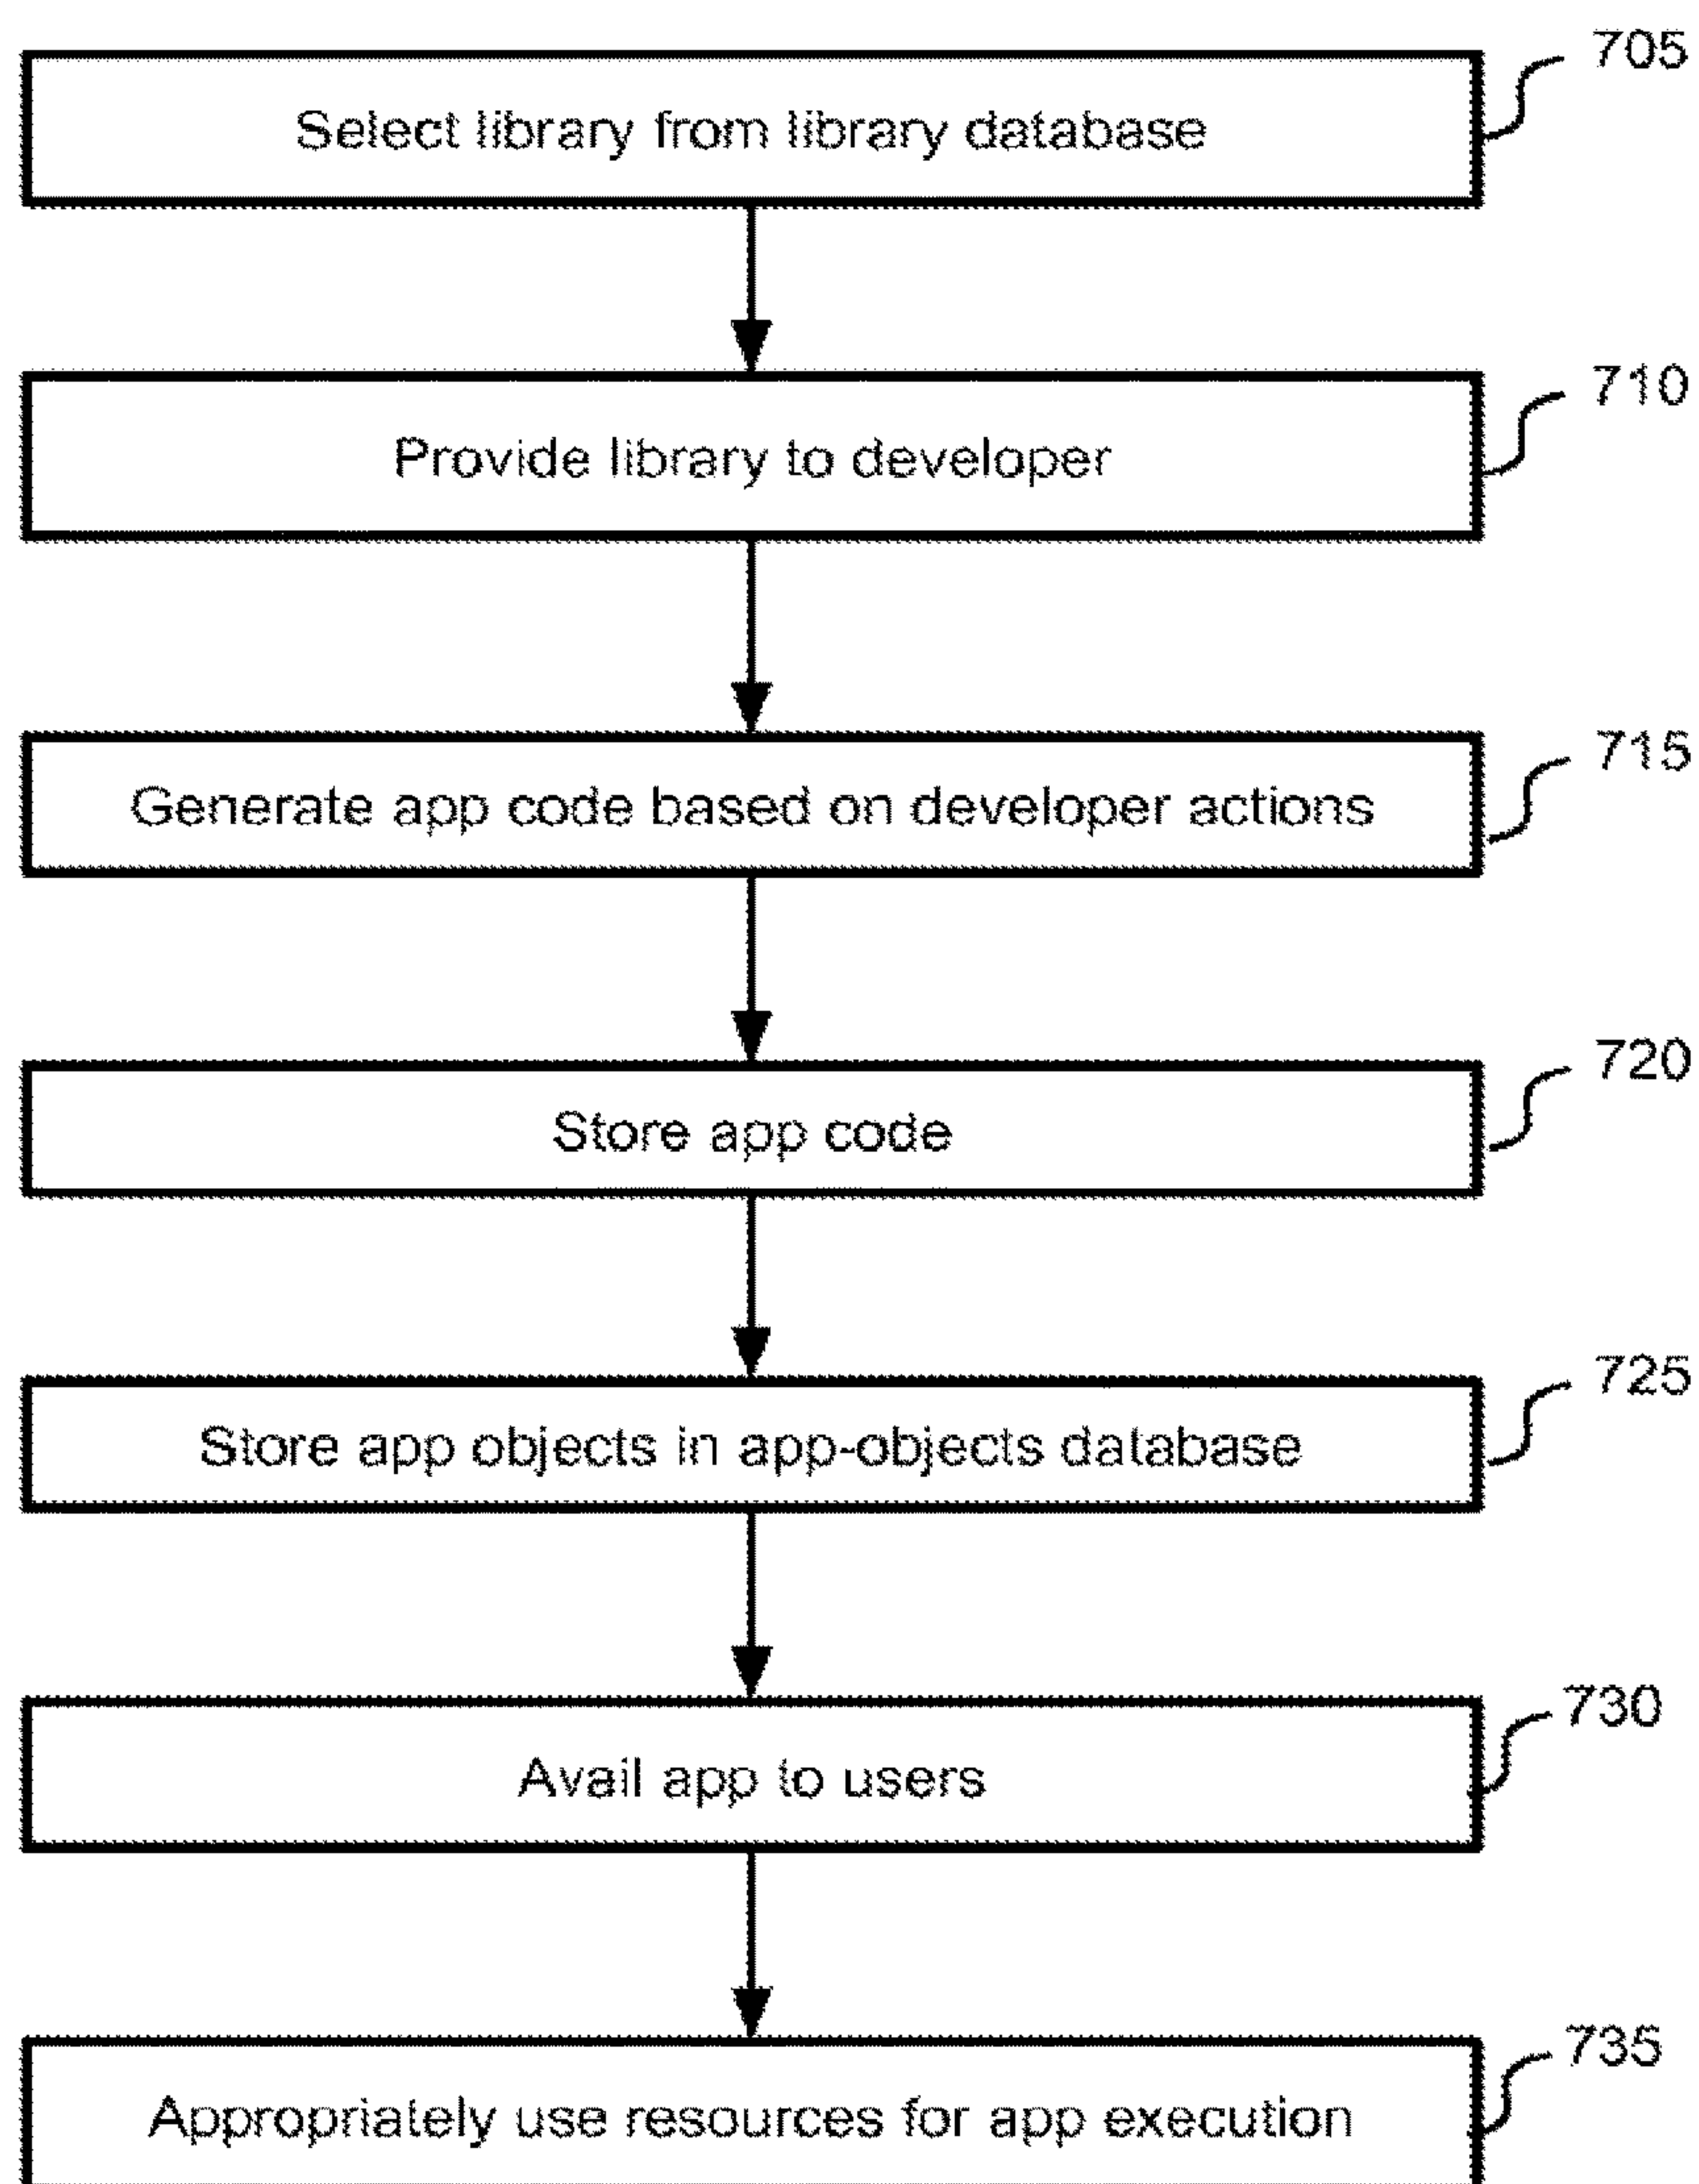 705
Select library from library database
710
Provide library to developer
715
Generate app code based on developer actions
720
Store app code
725
Store app objects in app-objects database
730
Avail app to users
735
Appropriately use resources for app execution